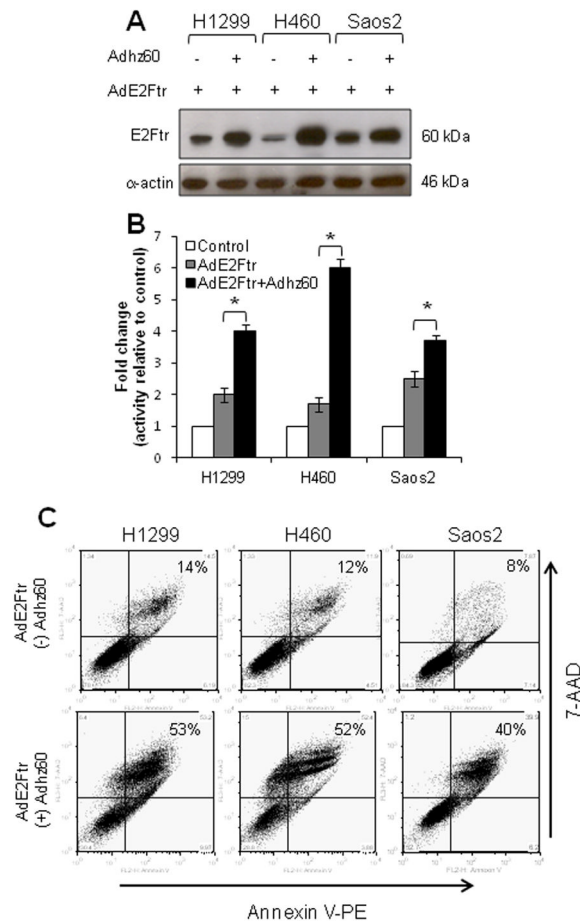 A
H1299 H460 Saos2
Adhz60 - + - + - +
AdE2Ftr + + + + + +
E2Ftr 60 kDa
α-actin 46 kDa
B
Fold change
(activity relative to control)
7
6
5
4
3
2
1
0
Control
AdE2Ftr
AdE2Ftr+Adhz60
* * *
H1299 H460 Saos2
C
H1299 H460 Saos2
AdE2Ftr
(-) Adhz60
14% 12% 8%
AdE2Ftr
(+) Adhz60
53% 52% 40%
7-AAD
Annexin V-PE